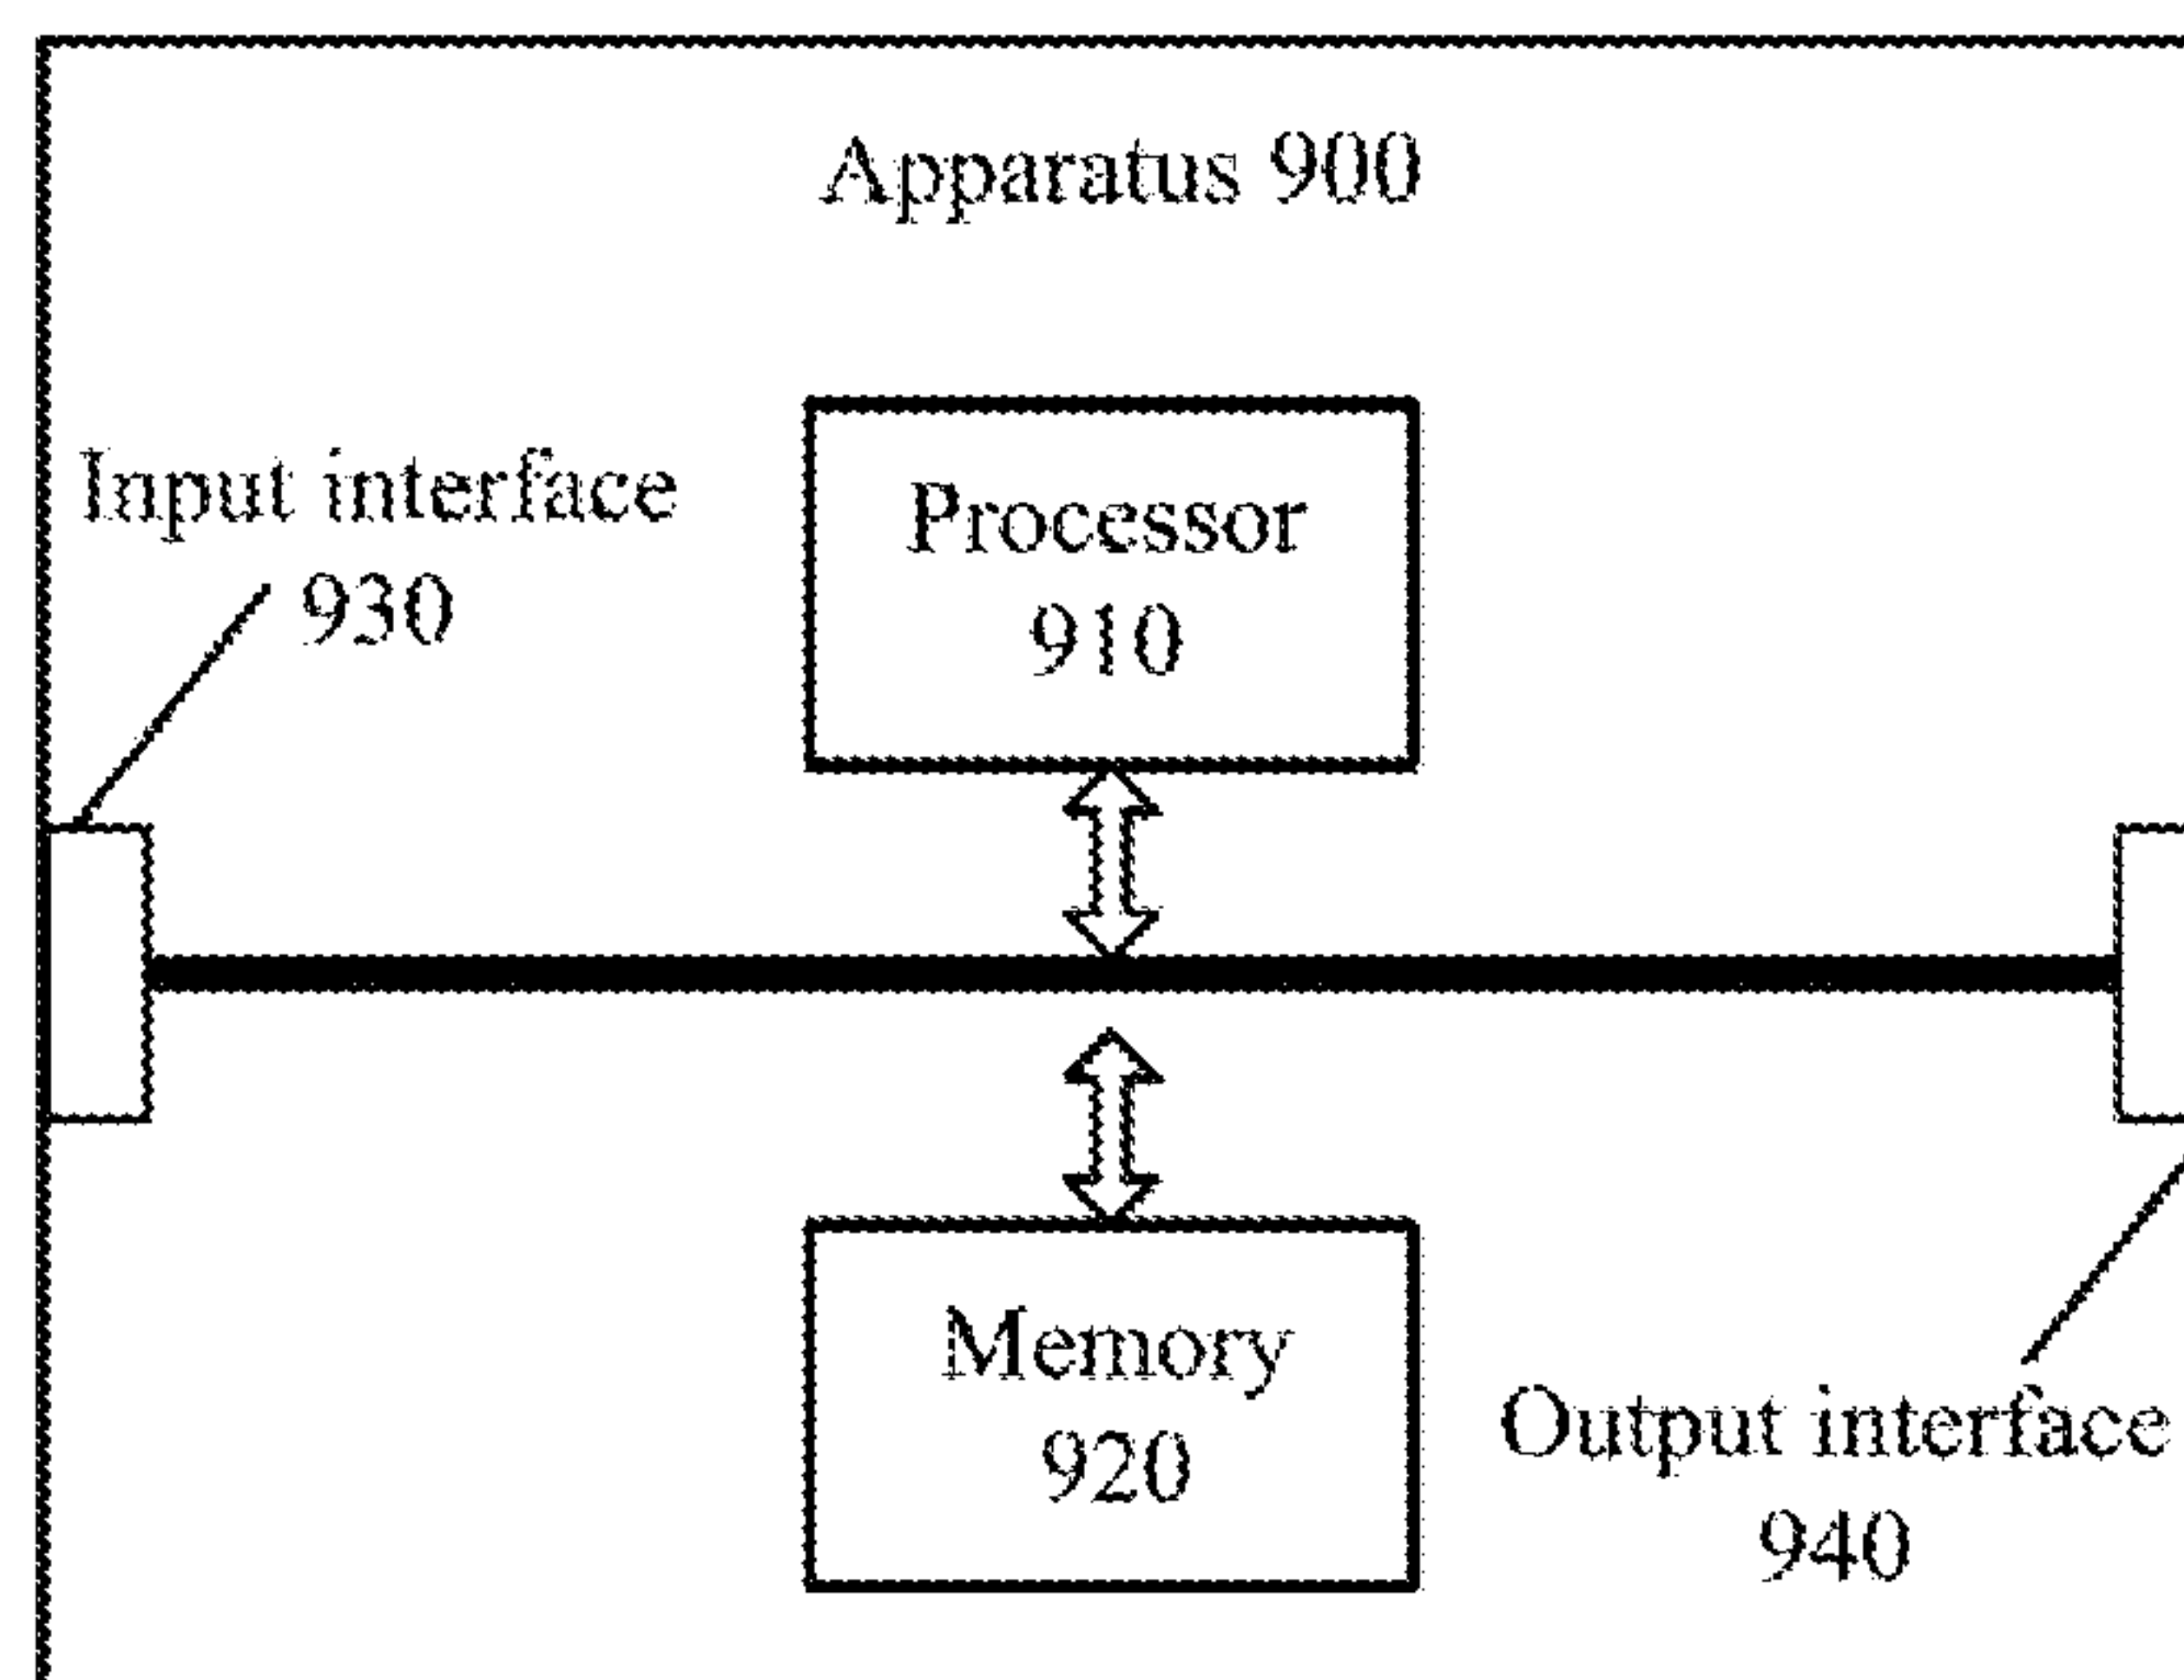 Apparatus 900
Input interface
930
Processor
910
Memory
920
Output interface
940